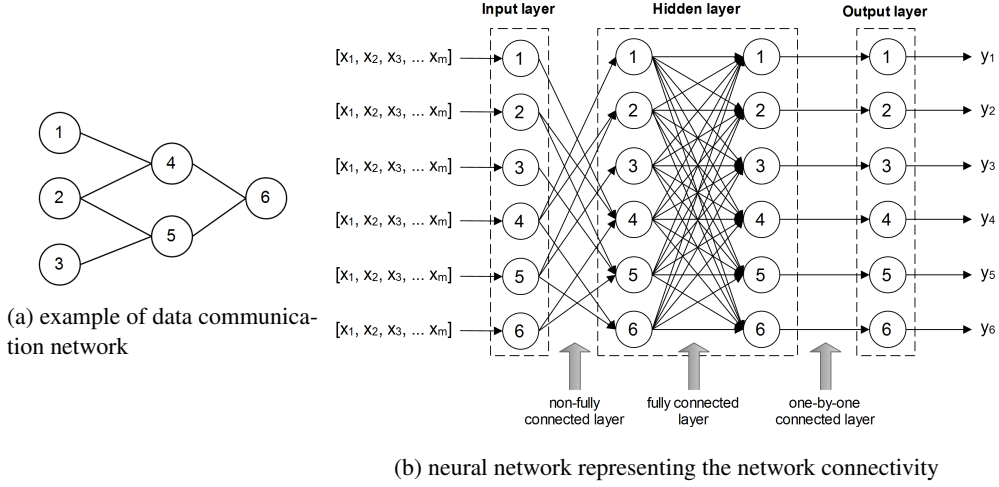 Input layer
Hidden layer
Output layer
[x₁, x₂, x₃, ... xₘ] 1 1 1 1 y₁
[x₁, x₂, x₃, ... xₘ] 2 2 2 2 y₂
[x₁, x₂, x₃, ... xₘ] 3 3 3 3 y₃
[x₁, x₂, x₃, ... xₘ] 4 4 4 4 y₄
[x₁, x₂, x₃, ... xₘ] 5 5 5 5 y₅
[x₁, x₂, x₃, ... xₘ] 6 6 6 6 y₆
non-fully
connected layer
fully connected
layer
one-by-one
connected layer
1
2
3
4
5
6
(a) example of data communica-
tion network
(b) neural network representing the network connectivity